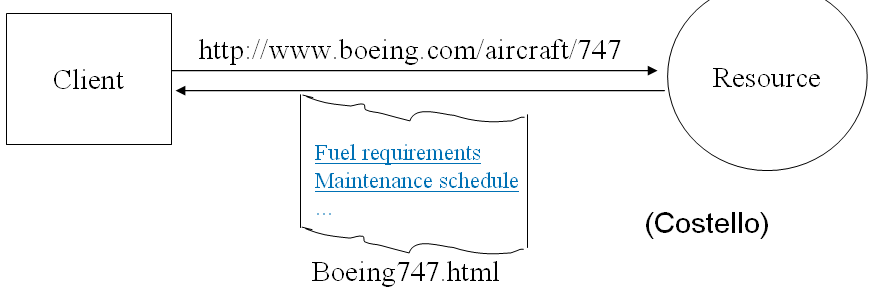 http://www.boeing.com/aircraft/747
Client
Resource
Fuel requirements
Maintenance schedule
...
(Costello)
Boeing747.html